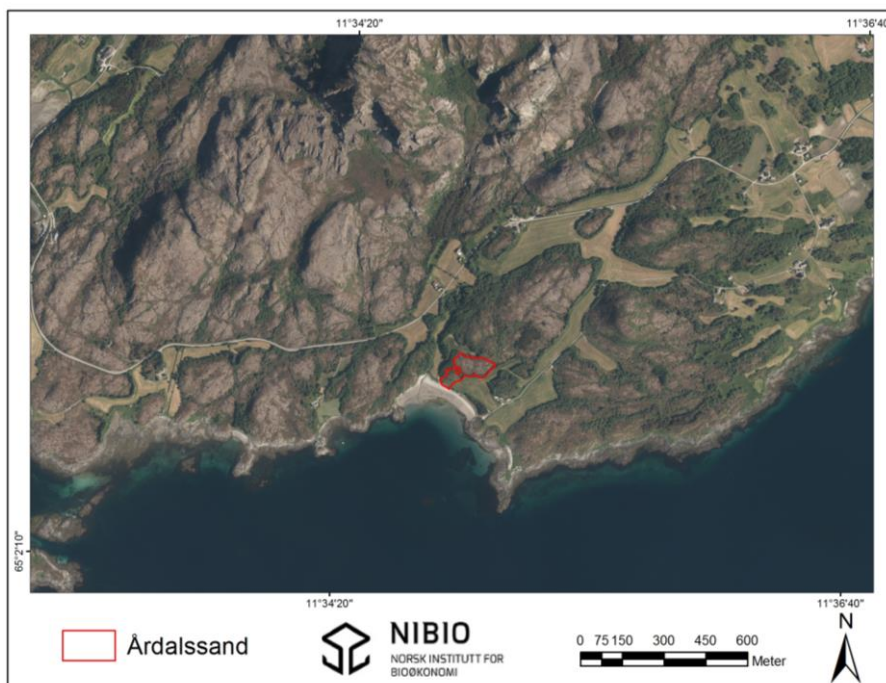 11°34'20"
11°36'40"
65°2'10"
11°34'20"
11°36'40"
Årdalssand
NIBIO
NORSK INSTITUTT FOR
BIOØKONOMI
0 75 150 300 450 600
Meter
N